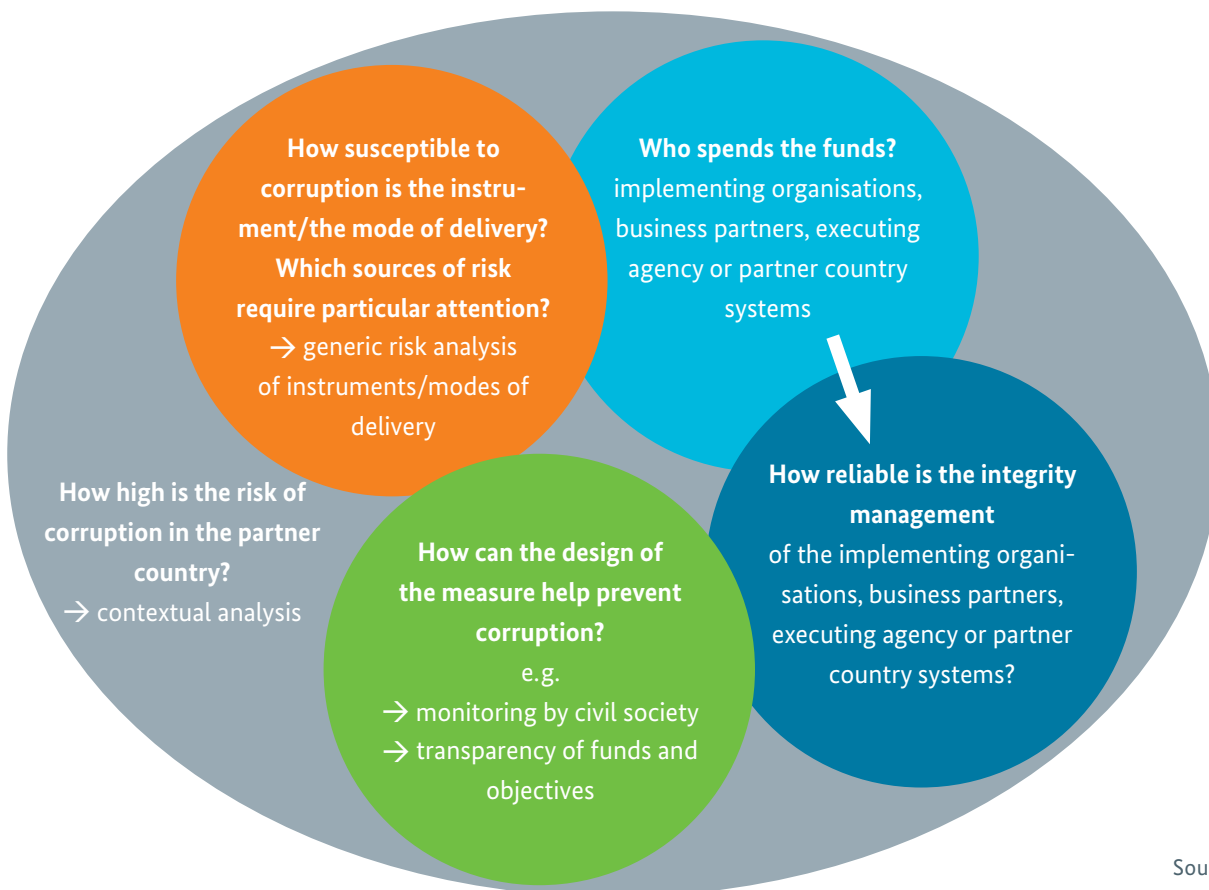 How susceptible to
corruption is the instru-
ment/the mode of delivery?
Which sources of risk
require particular attention?
→ generic risk analysis
of instruments/modes of
delivery
Who spends the funds?
implementing organisations,
business partners, executing
agency or partner country
systems
How high is the risk of
corruption in the partner
country?
→ contextual analysis
How can the design of
the measure help prevent
corruption?
e.g.
→ monitoring by civil society
→ transparency of funds and
objectives
How reliable is the integrity
management
of the implementing organi-
sations, business partners,
executing agency or partner
country systems?
Sou